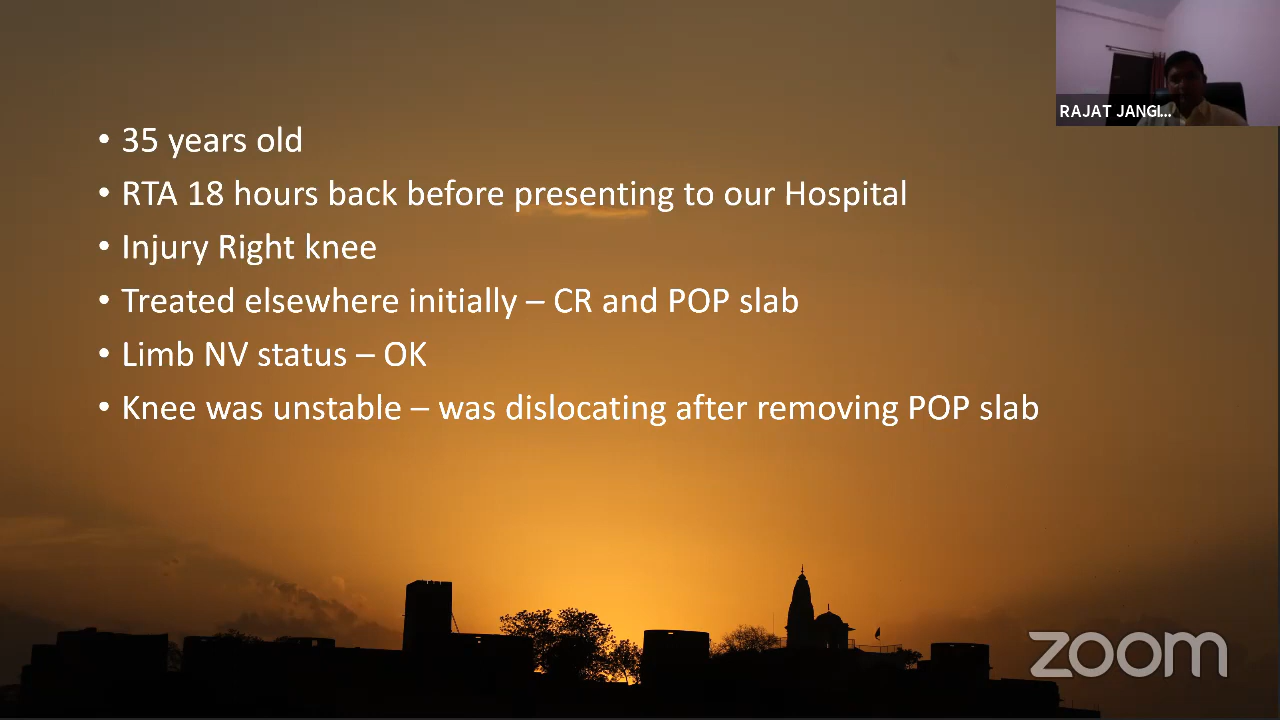 RAJAT JANGI...
• 35 years old
• RTA 18 hours back before presenting to our Hospital
• Injury Right knee
• Treated elsewhere initially – CR and POP slab
• Limb NV status – OK
• Knee was unstable – was dislocating after removing POP slab
zoom